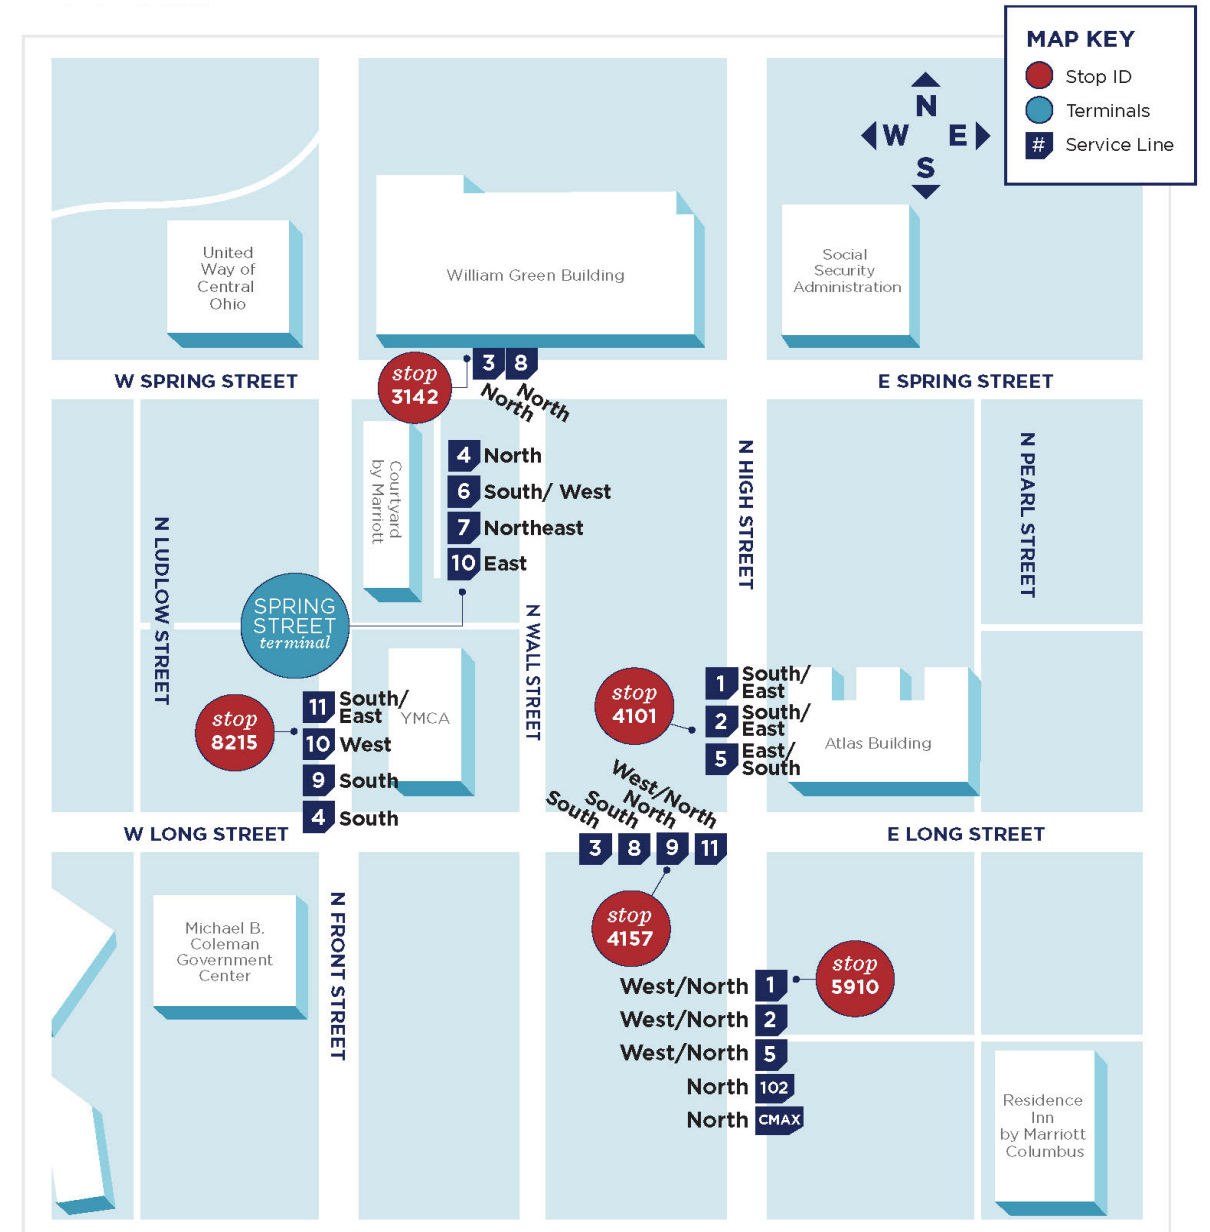 MAP KEY
Stop ID
Terminals
# Service Line
N
W E
S
United
Way of
Central
Ohio
William Green Building
Social
Security
Administration
W SPRING STREET
E SPRING STREET
stop
3142
3 8
North North
Courtyard
by Marriott
4 North
6 South/ West
7 Northeast
10 East
N HIGH STREET
N PEARL STREET
N LUDLOW STREET
SPRING
STREET
terminal
N WALL STREET
stop
8215
11 South/
East
10 West
9 South
4 South
YMCA
stop
4101
1 South/
East
2 South/
East
5 East/
South
Atlas Building
W LONG STREET
E LONG STREET
South South North West/North
3 8 9 11
stop
4157
Michael B.
Coleman
Government
Center
N FRONT STREET
stop
5910
West/North 1
West/North 2
West/North 5
North 102
North CMAX
Residence
Inn
by Marriott
Columbus